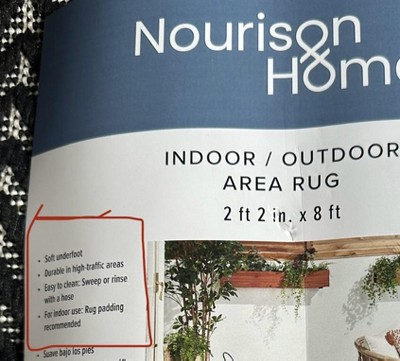 Nourison
& Home
INDOOR / OUTDOOR
AREA RUG
2 ft 2 in. x 8 ft
• Soft underfoot
• Durable in high-traffic areas
• Easy to clean: Sweep or rinse
with a hose
• For indoor use: Rug padding
recommended
• Suave bajo los pies